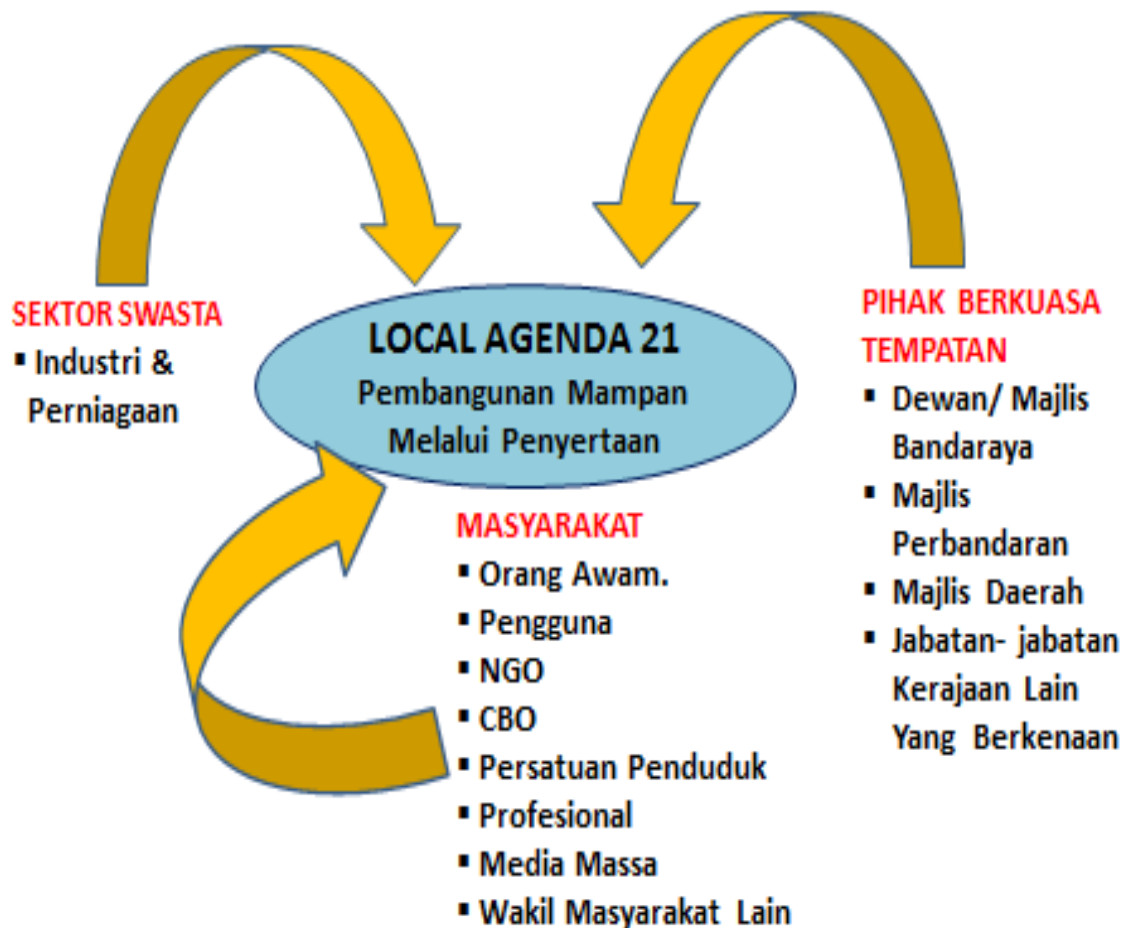 SEKTOR SWASTA
▪ Industri &
Perniagaan
LOCAL AGENDA 21
Pembangunan Mampan
Melalui Penyertaan
PIHAK BERKUASA
TEMPATAN
▪ Dewan/ Majlis
Bandaraya
▪ Majlis
Perbandaran
▪ Majlis Daerah
▪ Jabatan- jabatan
Kerajaan Lain
Yang Berkenaan
MASYARAKAT
▪ Orang Awam.
▪ Pengguna
▪ NGO
▪ CBO
▪ Persatuan Penduduk
▪ Profesional
▪ Media Massa
▪ Wakil Masyarakat Lain